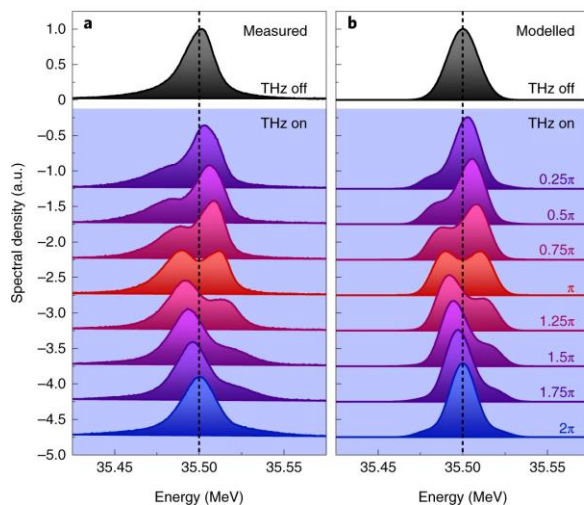 a Measured
THz off
b Modelled
THz off
THz on
THz on
1.0
0.5
0
−0.5
−1.0
−1.5
−2.0
−2.5
−3.0
−3.5
−4.0
−4.5
−5.0
Spectral density (a.u.)
0.25π
0.5π
0.75π
π
1.25π
1.5π
1.75π
2π
35.45 35.50 35.55
35.45 35.50 35.55
Energy (MeV)
Energy (MeV)